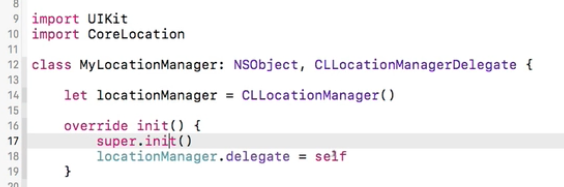 8
9 import UIKit
10 import CoreLocation
11
12 class MyLocationManager: NSObject, CLLocationManagerDelegate {
13
14     let locationManager = CLLocationManager()
15
16     override init() {
17         super.init()
18         locationManager.delegate = self
19     }
20